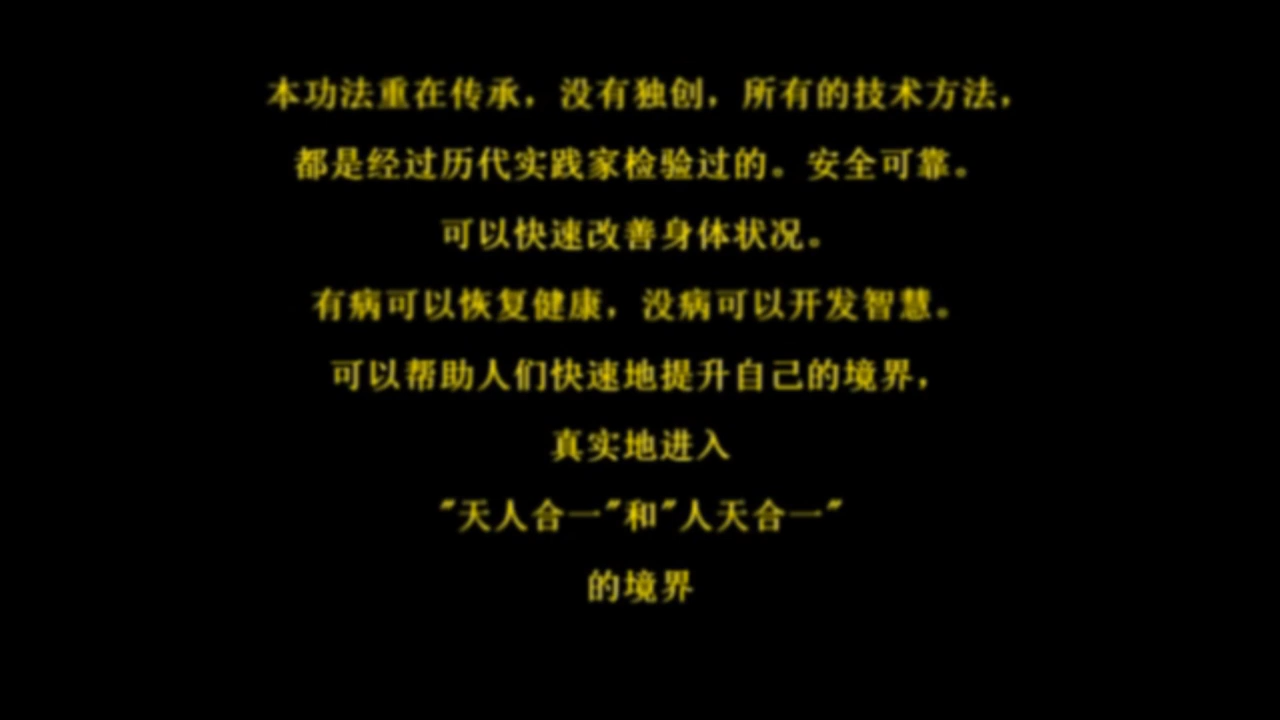 本功法重在传承，没有独创，所有的技术方法，
都是经过历代实践家检验过的。安全可靠。
可以快速改善身体状况。
有病可以恢复健康，没病可以开发智慧。
可以帮助人们快速地提升自己的境界，
真实地进入
"天人合一"和"人天合一"
的境界